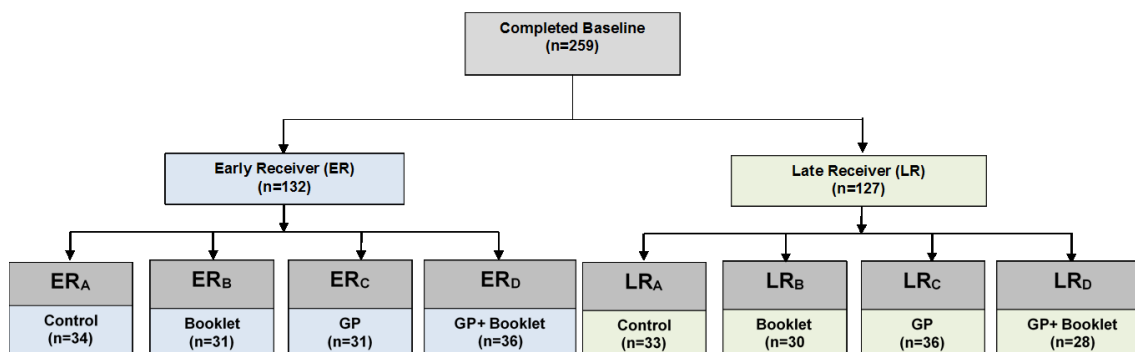 Completed Baseline
(n=259)
Early Receiver (ER)
(n=132)
Late Receiver (LR)
(n=127)
ERA
ERB
ERC
ERD
LRA
LRB
LRC
LRD
Control
(n=34)
Booklet
(n=31)
GP
(n=31)
GP+ Booklet
(n=36)
Control
(n=33)
Booklet
(n=30
GP
(n=36)
GP+ Booklet
(n=28)